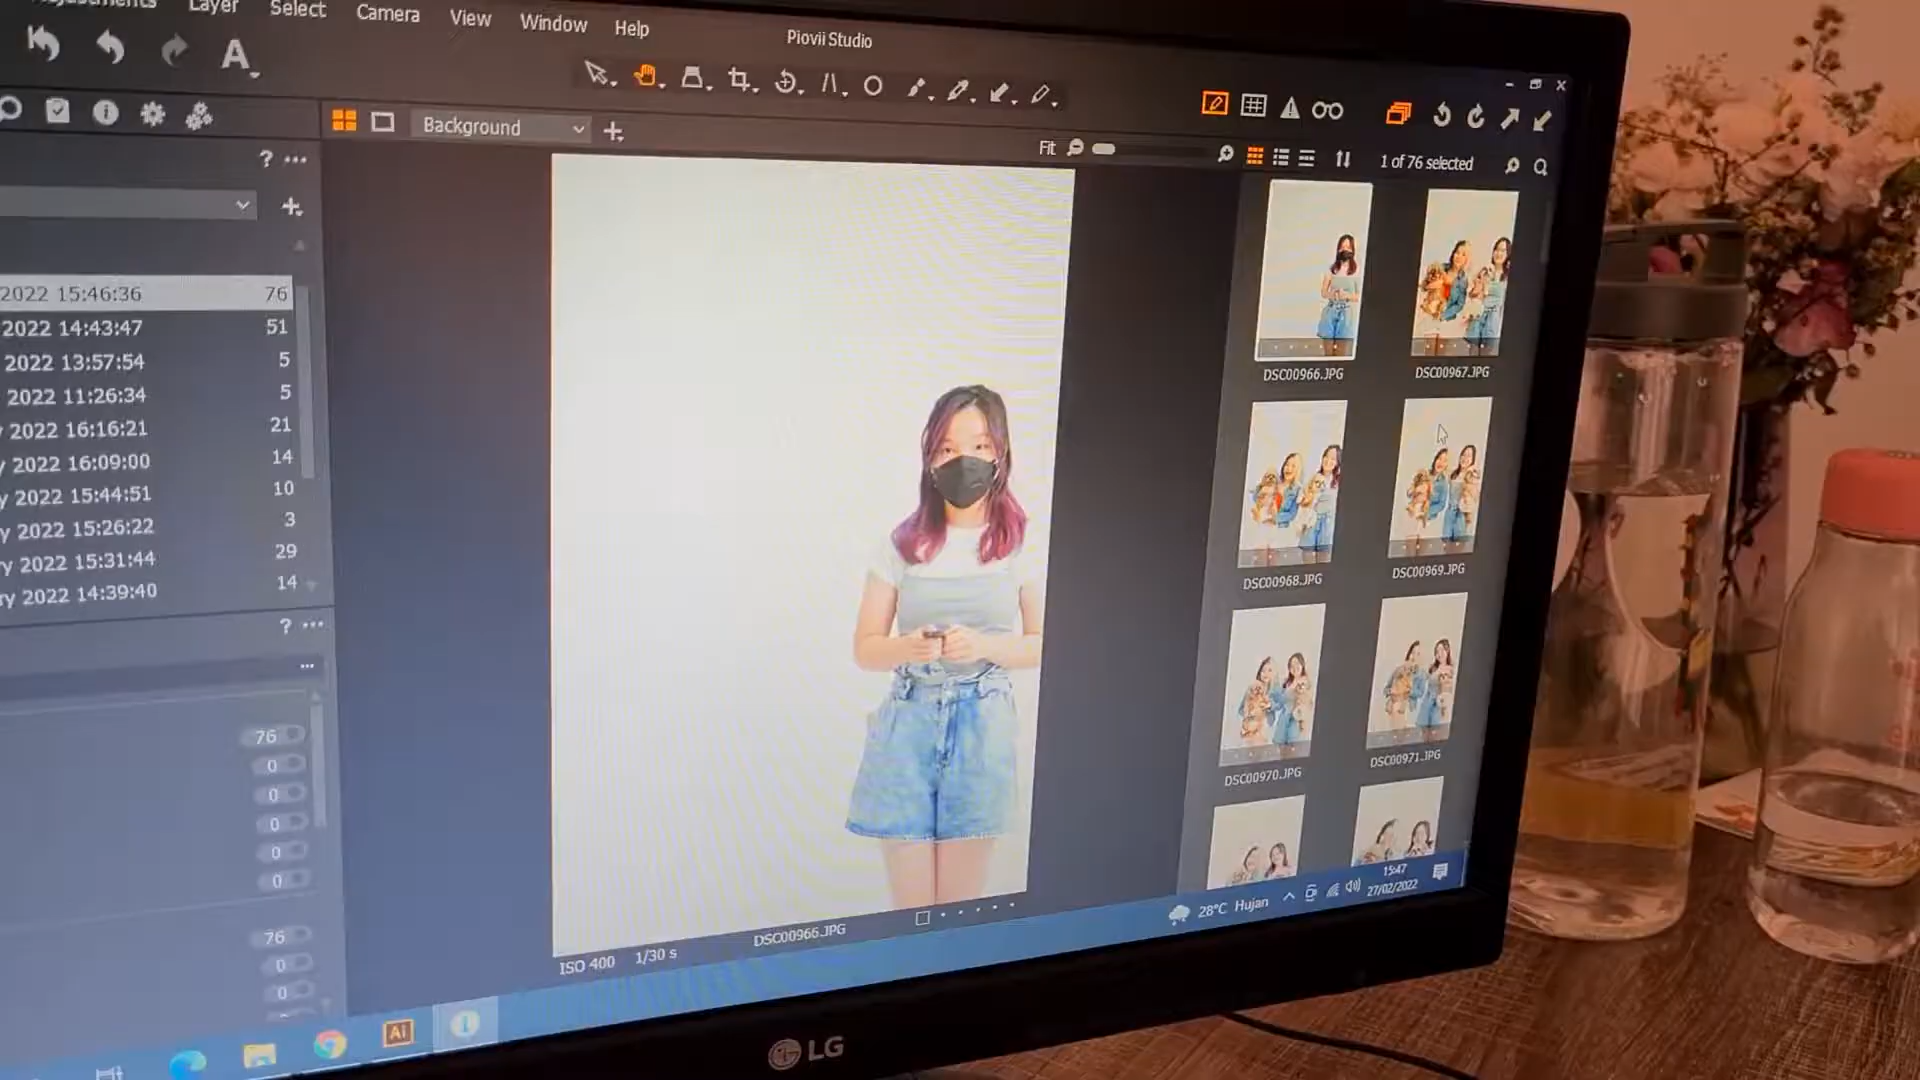 Adjustments Layer Select Camera View Window Help
Piovii Studio
A
Background
Fit
1 of 76 selected
2022 15:46:36 76
2022 14:43:47 51
2022 13:57:54 5
2022 11:26:34 5
y 2022 16:16:21 21
y 2022 16:09:00 14
y 2022 15:44:51 10
ry 2022 15:26:22 3
ry 2022 15:31:44 29
ry 2022 14:39:40 14
? ...
? ...
...
76
0
0
0
0
0
76
0
0
DSC00966.JPG
DSC00967.JPG
DSC00968.JPG
DSC00969.JPG
DSC00970.JPG
DSC00971.JPG
ISO 400 1/30 s
DSC00966.JPG
28°C Hujan
15:47
27/02/2022
Ai
LG